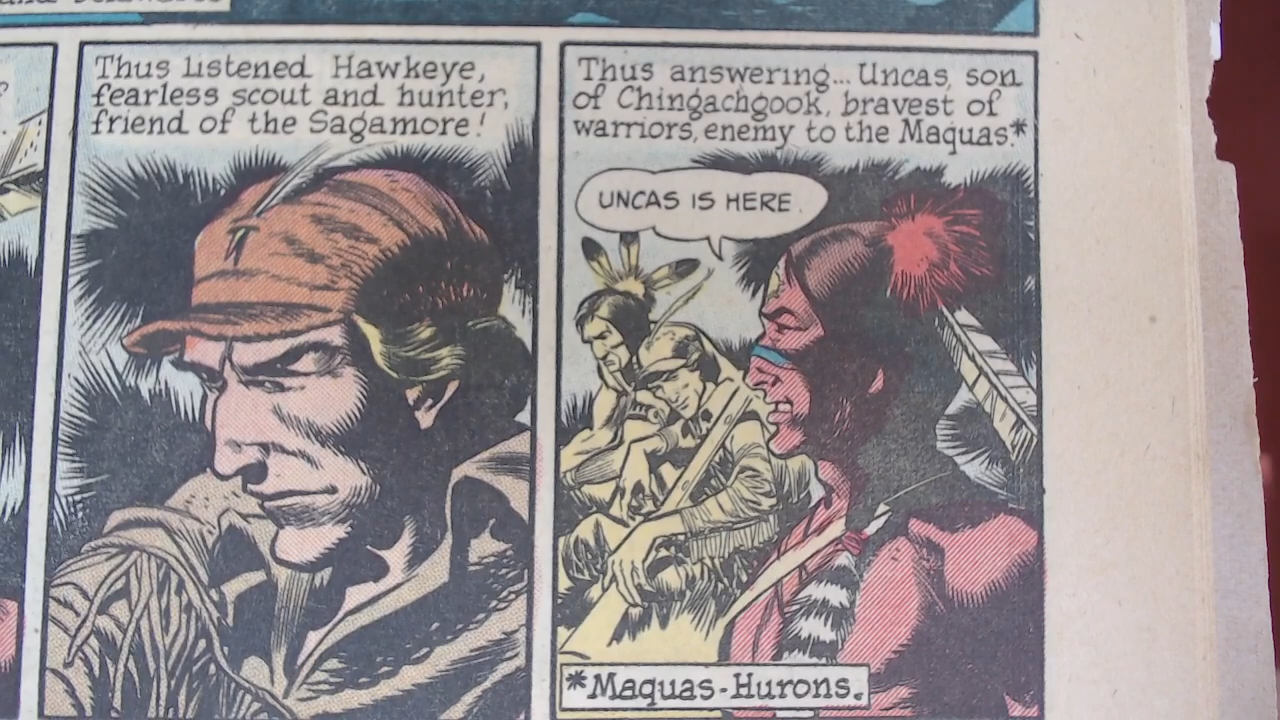 Thus Listened Hawkeye,
fearless scout and hunter,
friend of the Sagamore!
Thus answering... Uncas, son
of Chingachgook, bravest of
warriors, enemy to the Maquas.*
UNCAS IS HERE.
*Maquas-Hurons.